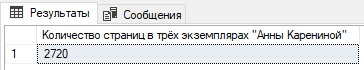 Результаты Сообщения
Количество страниц в трёх экземплярах "Анны Карениной"
1 2720